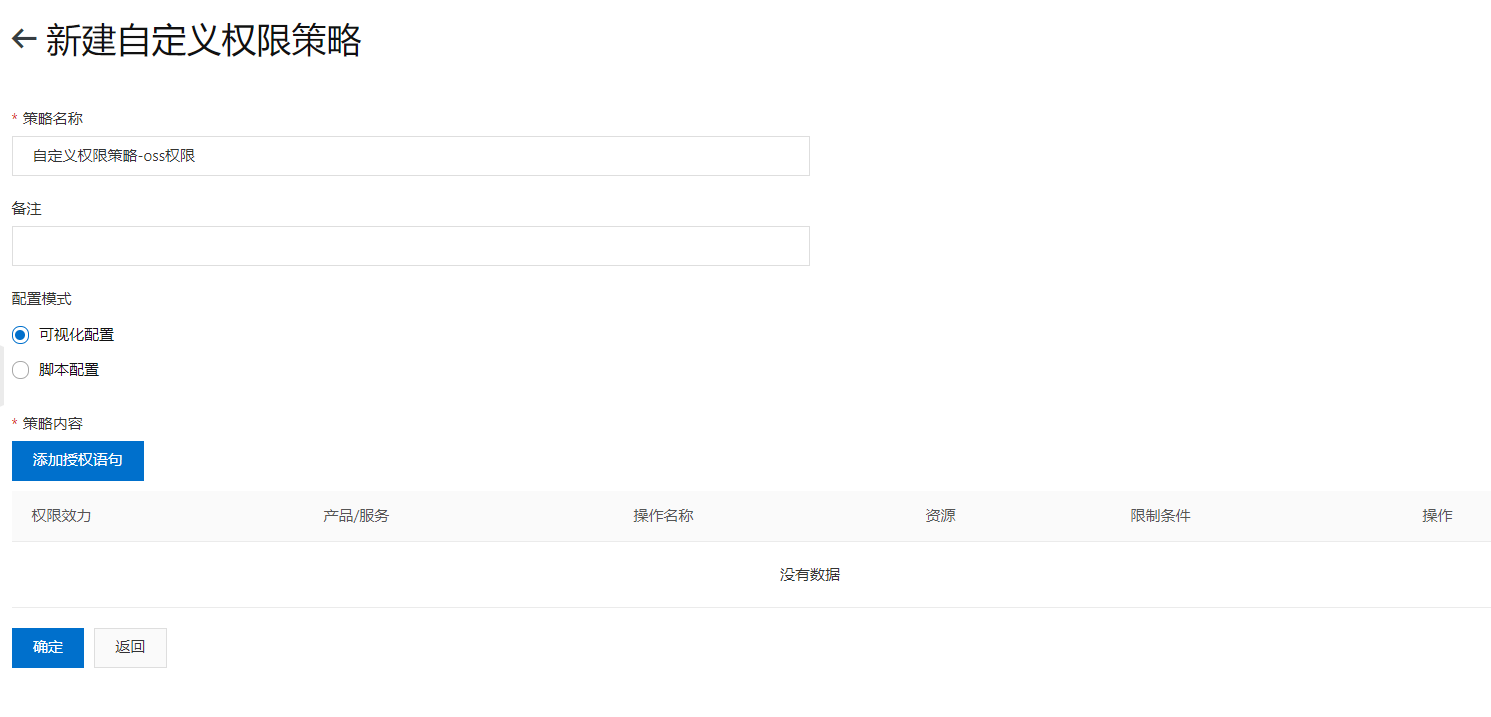 新建自定义权限策略
* 策略名称
自定义权限策略-oss权限
备注
配置模式
可视化配置
脚本配置
* 策略内容
添加授权语句
权限效力 产品/服务 操作名称 资源 限制条件 操作
没有数据
确定 返回